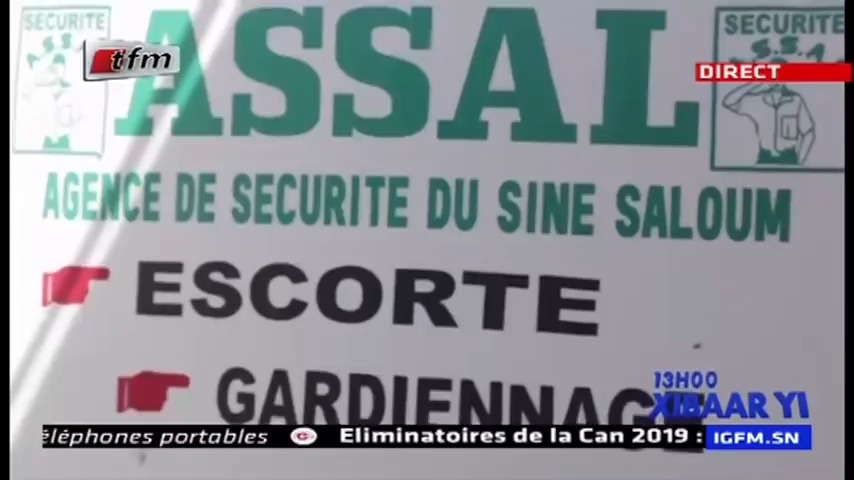 SECURITE
A.S.S.A
tfm
ASSAL
SECURITE
A.S.S.A
DIRECT
AGENCE DE SECURITE DU SINE SALOUM
ESCORTE
GARDIENNAGE
13H00
XIBAAR YI
éléphones portables
Eliminatoires de la Can 2019 :
IGFM.SN